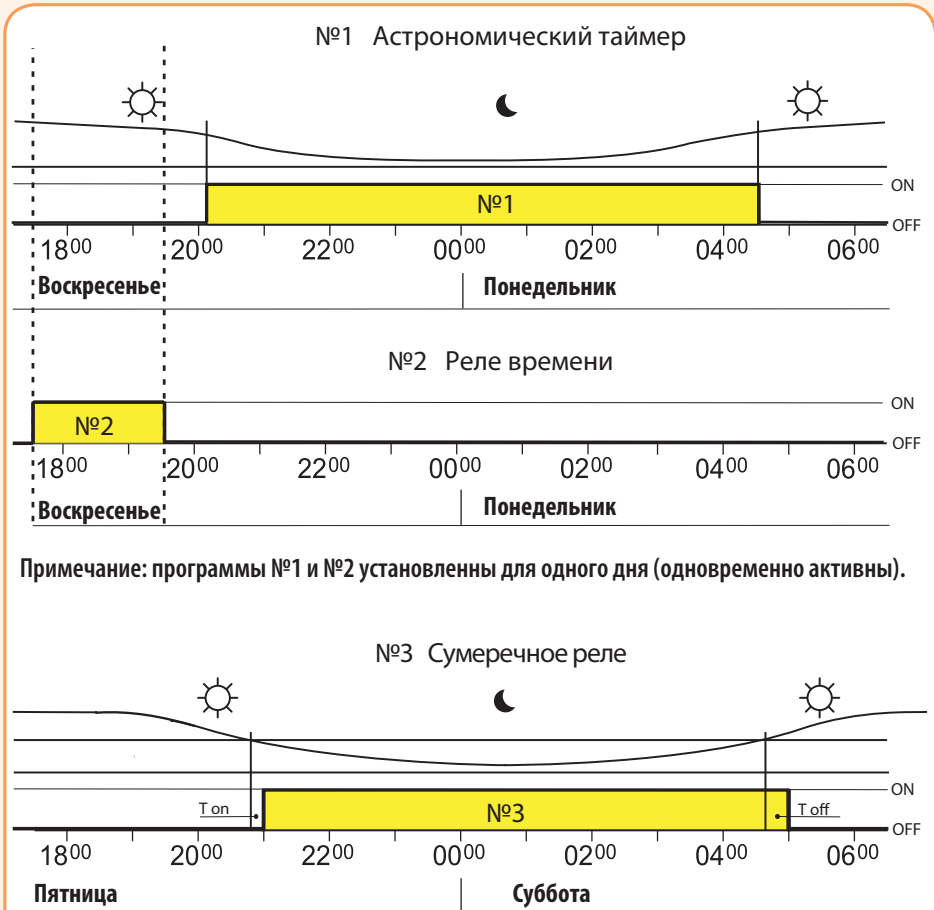 №1 Астрономический таймер
ON
№1
OFF
18⁰⁰ 20⁰⁰ 22⁰⁰ 00⁰⁰ 02⁰⁰ 04⁰⁰ 06⁰⁰
Воскресенье Понедельник
№2 Реле времени
ON
№2
OFF
18⁰⁰ 20⁰⁰ 22⁰⁰ 00⁰⁰ 02⁰⁰ 04⁰⁰ 06⁰⁰
Воскресенье Понедельник
Примечание: программы №1 и №2 установленны для одного дня (одновременно активны).
№3 Сумеречное реле
ON
T on №3 T off
OFF
18⁰⁰ 20⁰⁰ 22⁰⁰ 00⁰⁰ 02⁰⁰ 04⁰⁰ 06⁰⁰
Пятница Суббота